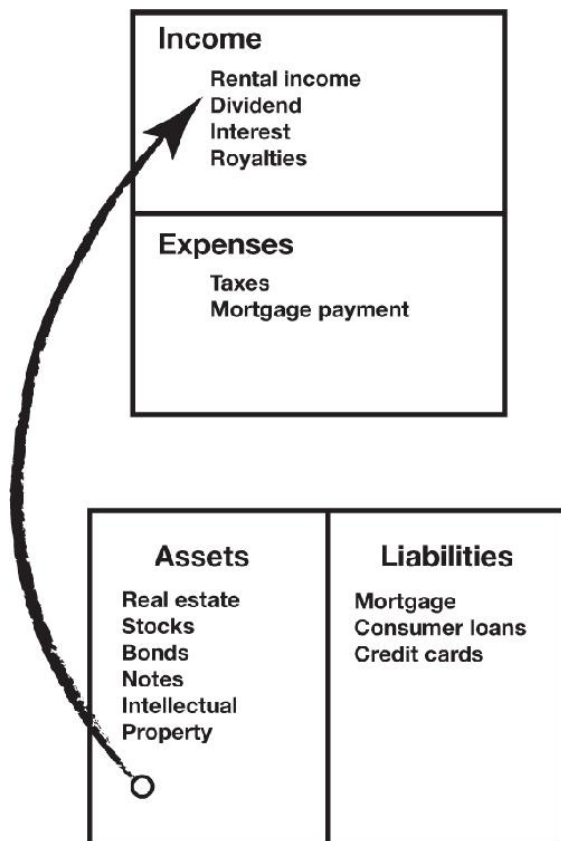 Income
Rental income
Dividend
Interest
Royalties
Expenses
Taxes
Mortgage payment
Assets
Real estate
Stocks
Bonds
Notes
Intellectual
Property
Liabilities
Mortgage
Consumer loans
Credit cards